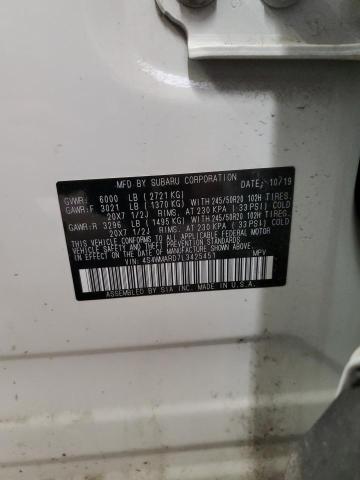 MFD BY SUBARU CORPORATION DATE: 10/19
GVWR: 6000 LB (2721 KG)
GAWR:F 3021 LB (1370 KG) WITH 245/50R20 102H TIRES,
20X7 1/2J RIMS, AT 230 KPA (33 PSI) COLD
GAWR:R 3296 LB (1495 KG) WITH 245/50R20 102H TIRES,
20X7 1/2J RIMS, AT 230 KPA (33 PSI) COLD
THIS VEHICLE CONFORMS TO ALL APPLICABLE FEDERAL MOTOR
VEHICLE SAFETY AND BUMPER STANDARDS IN EFFECT ON THE
DATE OF MANUFACTURE SHOWN ABOVE.
VIN: 4S4WMARD7L3425451 MPV
ASSEMBLED BY SIA INC. MADE IN U.S.A.